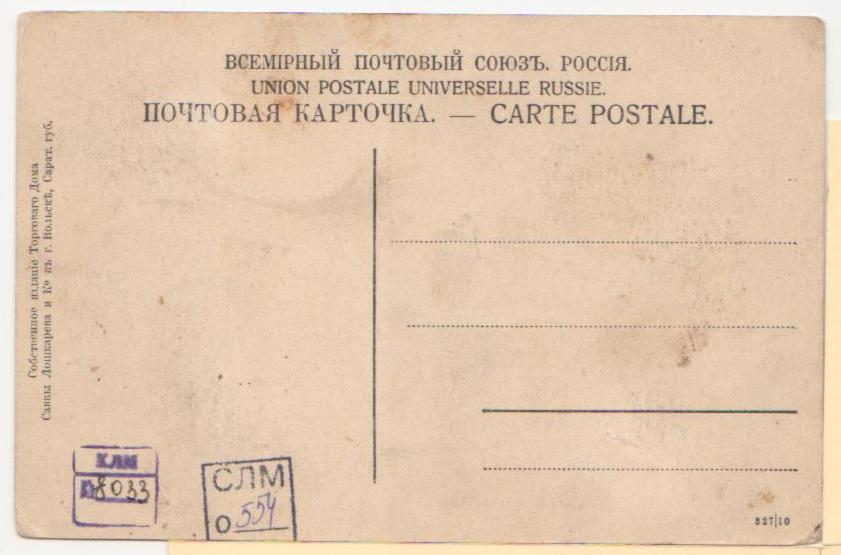 ВСЕМІРНЫЙ ПОЧТОВЫЙ СОЮЗЪ. РОССІЯ.
UNION POSTALE UNIVERSELLE RUSSIE.
ПОЧТОВАЯ КАРТОЧКА. — CARTE POSTALE.
Собственное изданіе Торговаго Дома
Саввы Лошкарева и Ко въ г. Вольскѣ, Сарат. губ.
КЛМ
8033
СЛМ
о 554
327|10